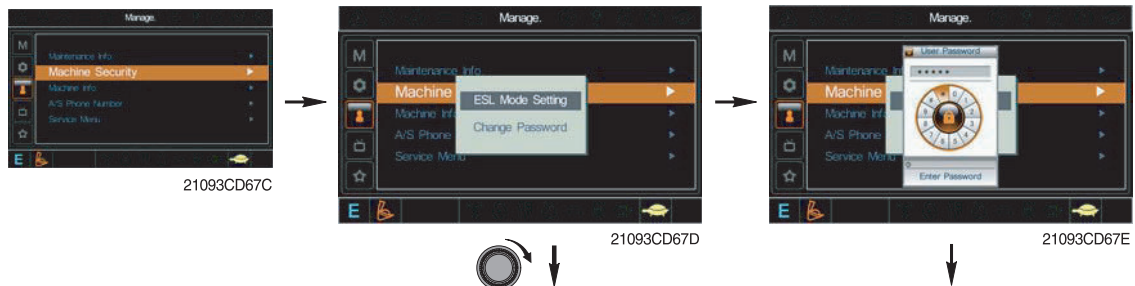 Manage.
M
Maintenance Info
Machine Security
Machine Info
A/S Phone Number
Service Menu
E
21093CD67C
Manage.
M
Maintenance Info
Machine
ESL Mode Setting
Machine Info
Change Password
A/S Phone
Service Menu
E
21093CD67D
Manage.
M
User Password
Maintenance In
*****
Machine
Machine Inf
A/S Phone
Service Menu
Enter Password
E
21093CD67E